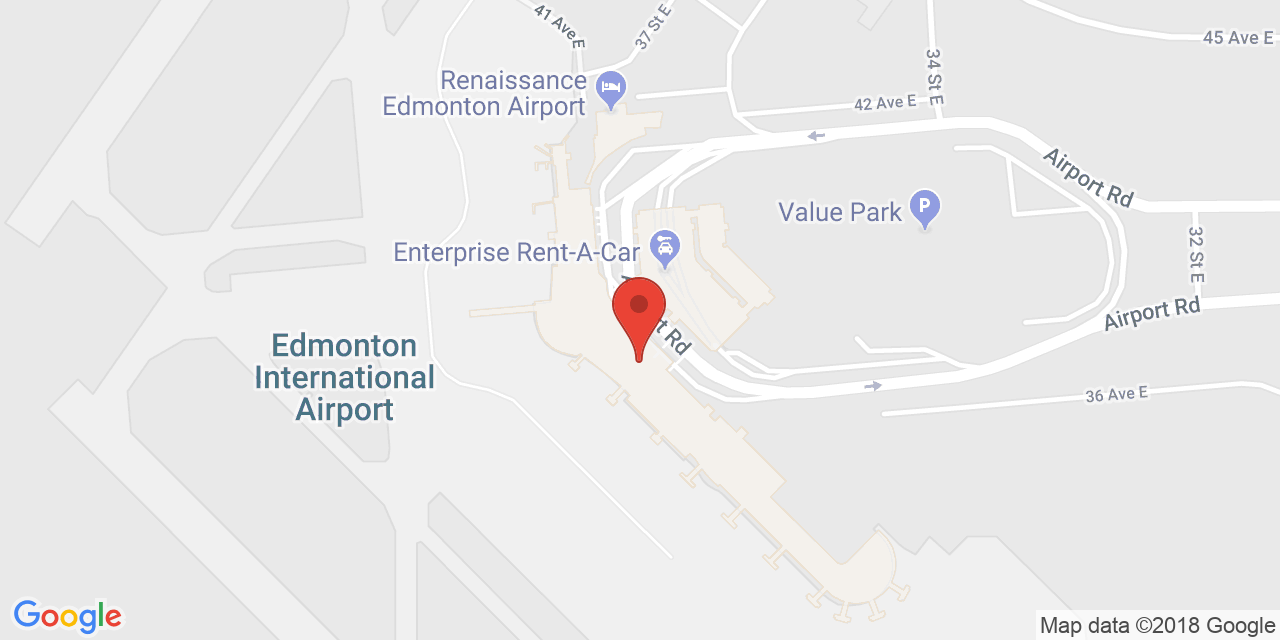 41 Ave E
37 St E
45 Ave E
34 St E
Renaissance
Edmonton Airport
42 Ave E
Airport Rd
Value Park
P
32 St E
Enterprise Rent-A-Car
Airport Rd
rt Rd
Edmonton
International
Airport
36 Ave E
Google
Map data ©2018 Google